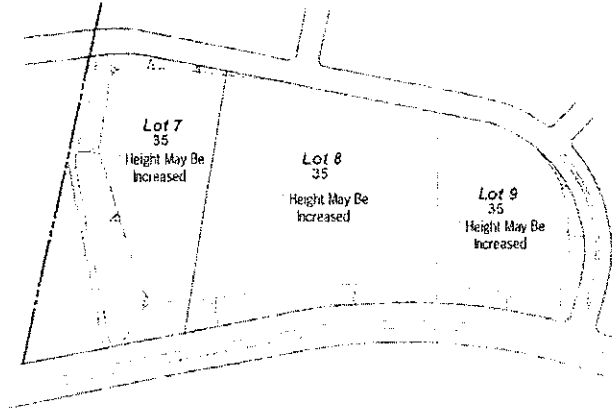 Lot 7
35
Height May Be
Increased
Lot 8
35
Height May Be
Increased
Lot 9
35
Height May Be
Increased